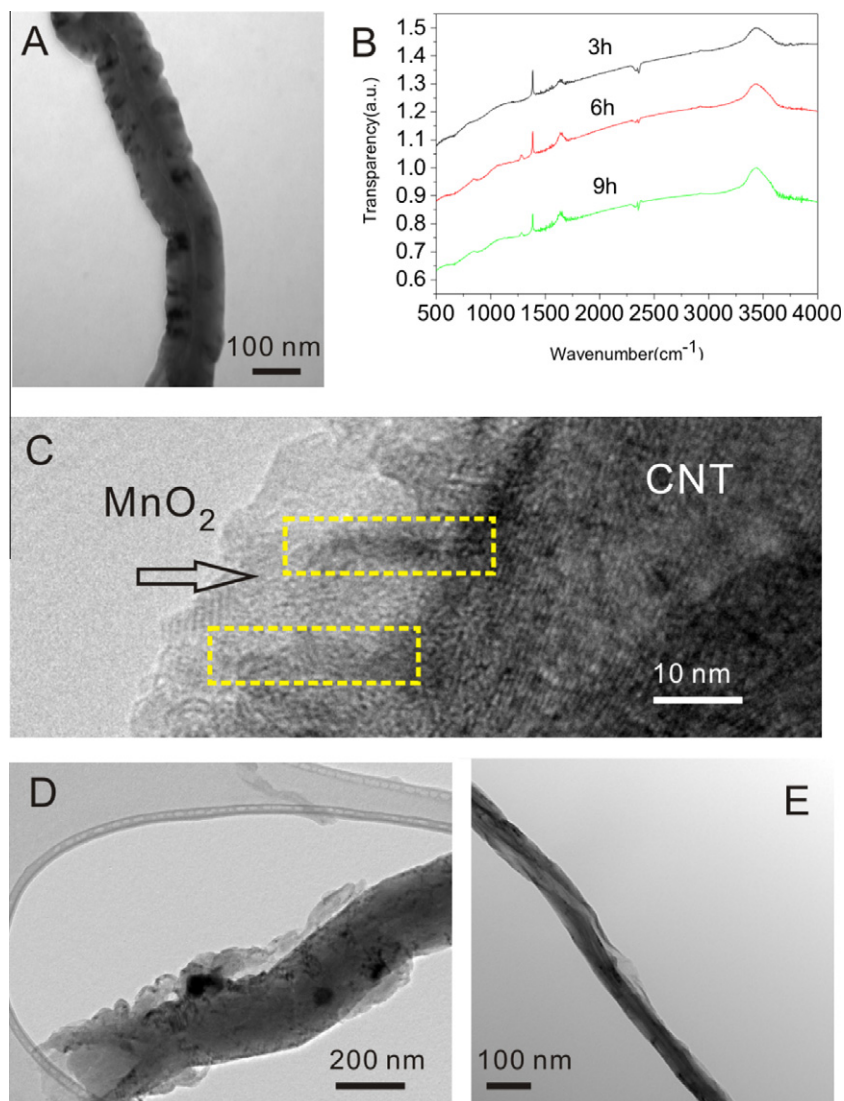 A
100 nm
B
1.5
1.4
1.3
1.2
1.1
1.0
0.9
0.8
0.7
0.6
Transparency(a.u.)
3h
6h
9h
500 1000 1500 2000 2500 3000 3500 4000
Wavenumber(cm⁻¹)
C
MnO₂
CNT
10 nm
D
200 nm
E
100 nm